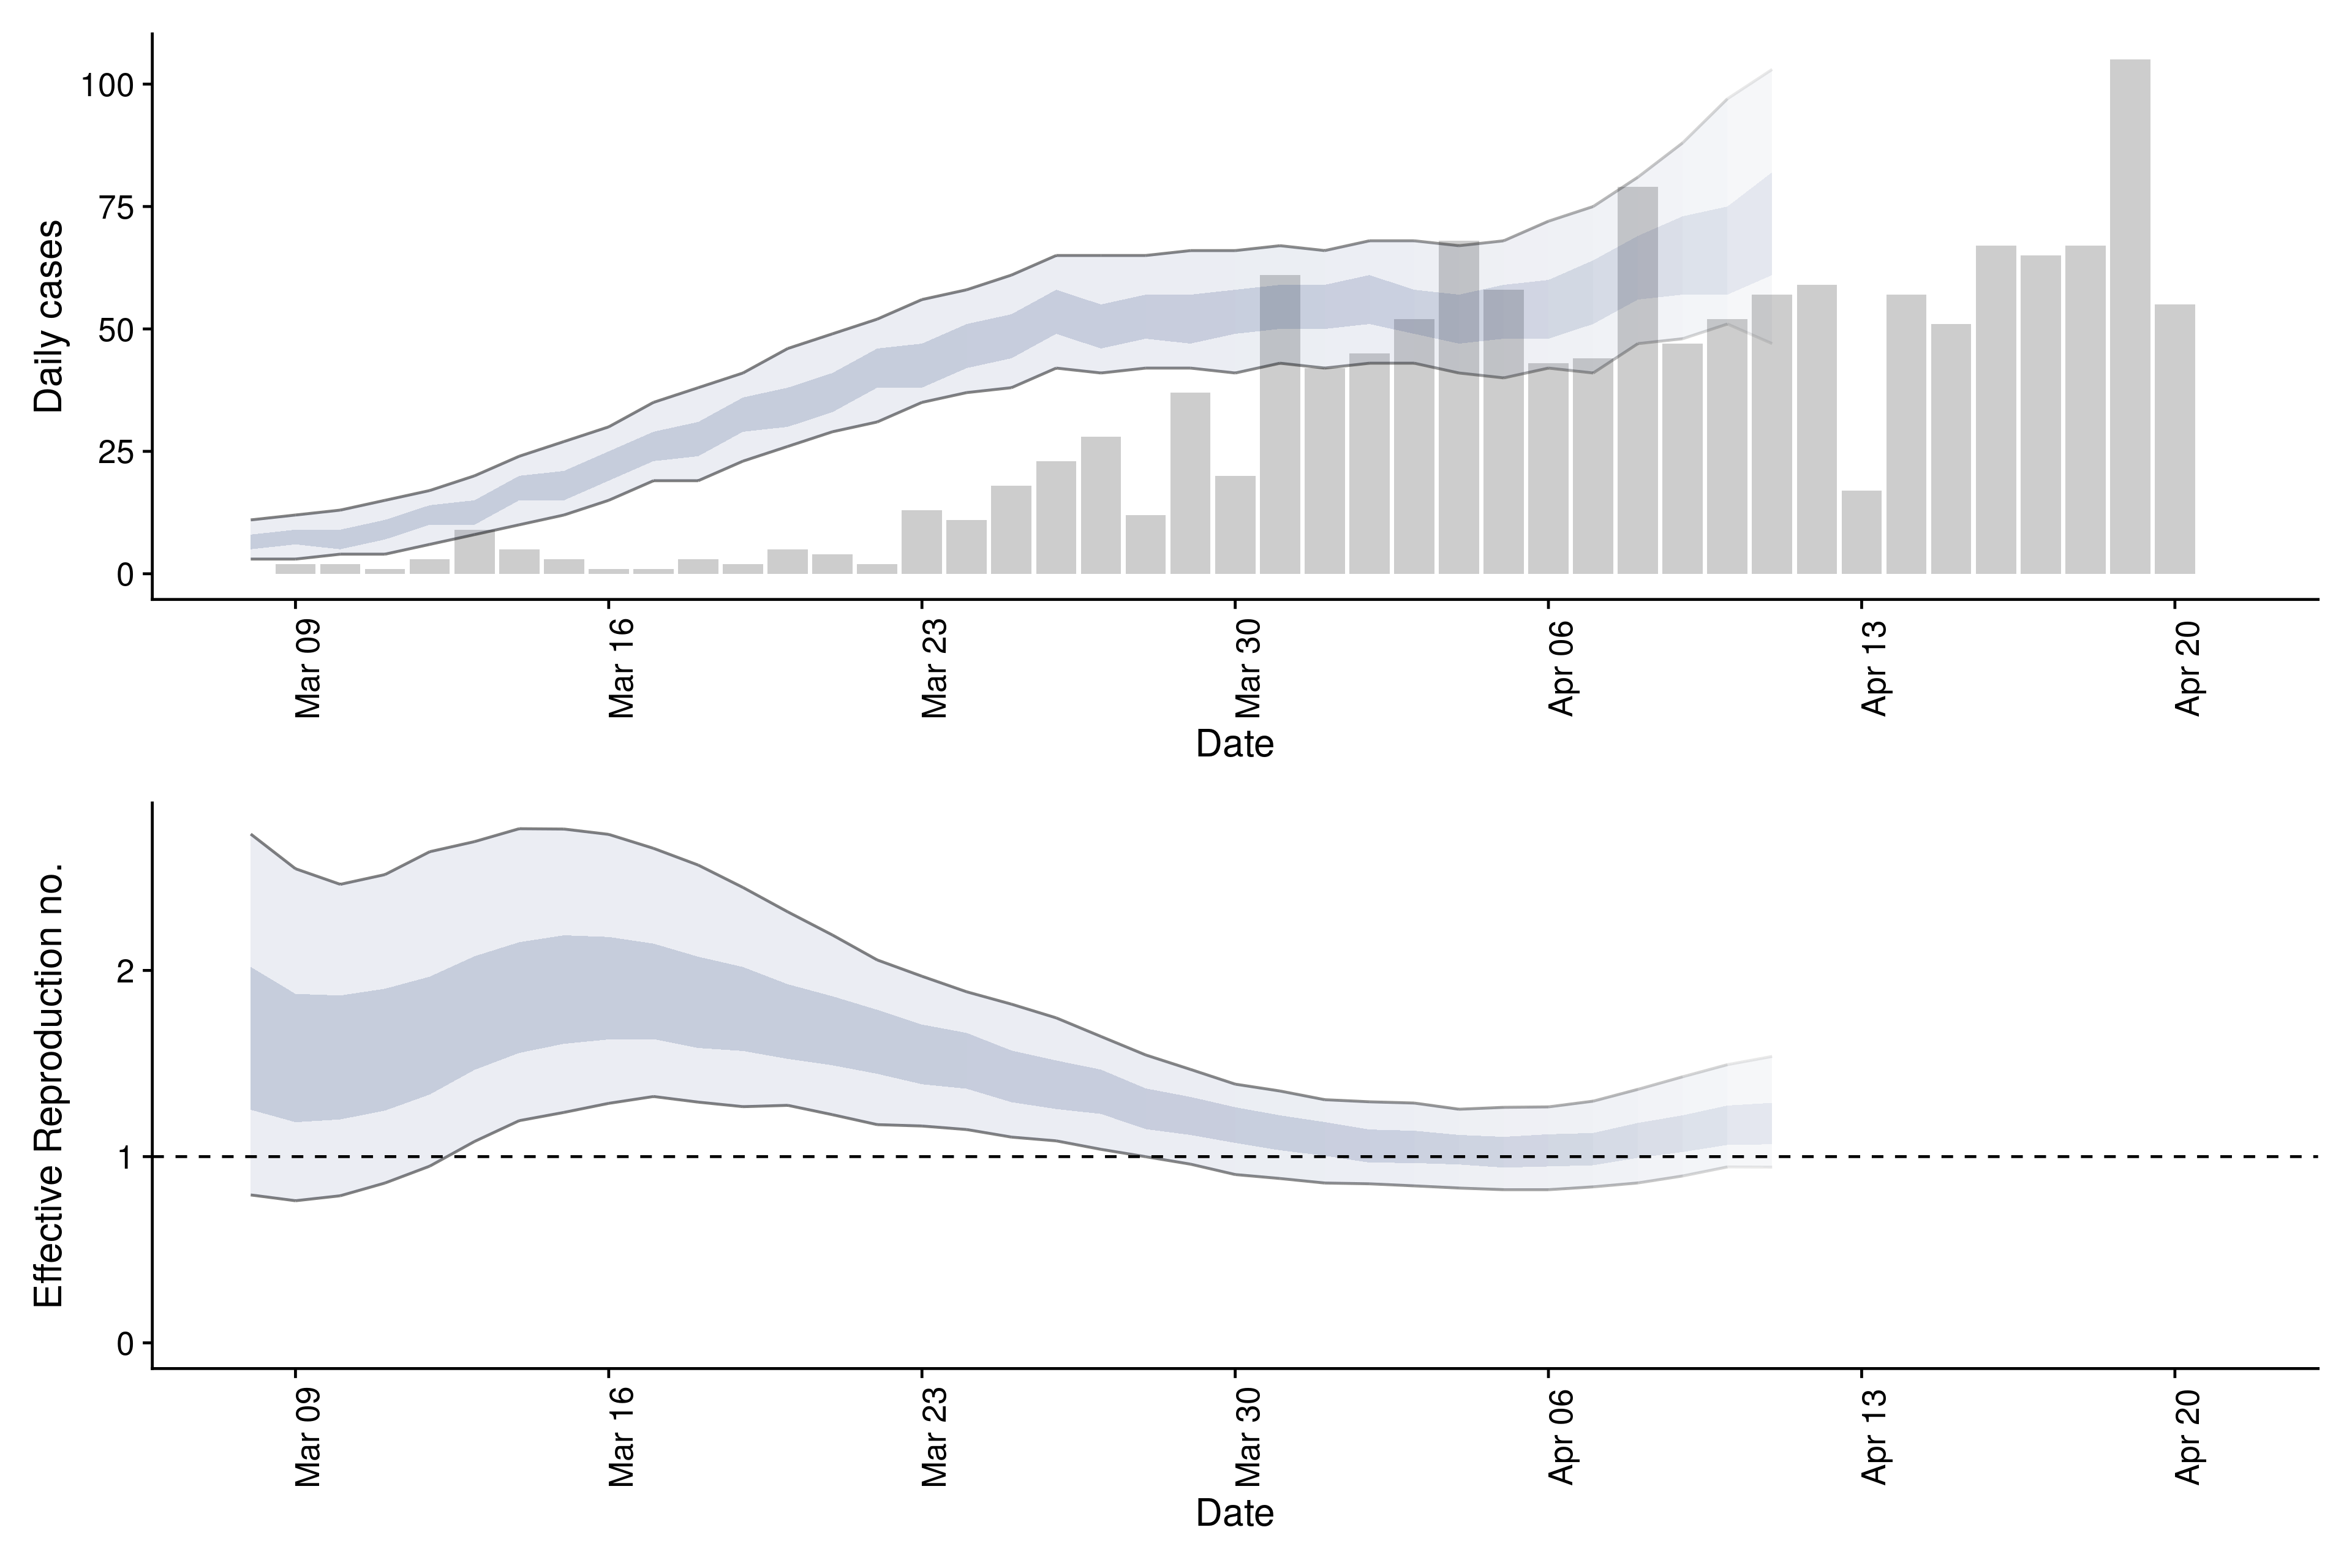 Daily cases
100
75
50
25
0
Mar 09
Mar 16
Mar 23
Mar 30
Apr 06
Apr 13
Apr 20
Date
Effective Reproduction no.
2
1
0
Mar 09
Mar 16
Mar 23
Mar 30
Apr 06
Apr 13
Apr 20
Date